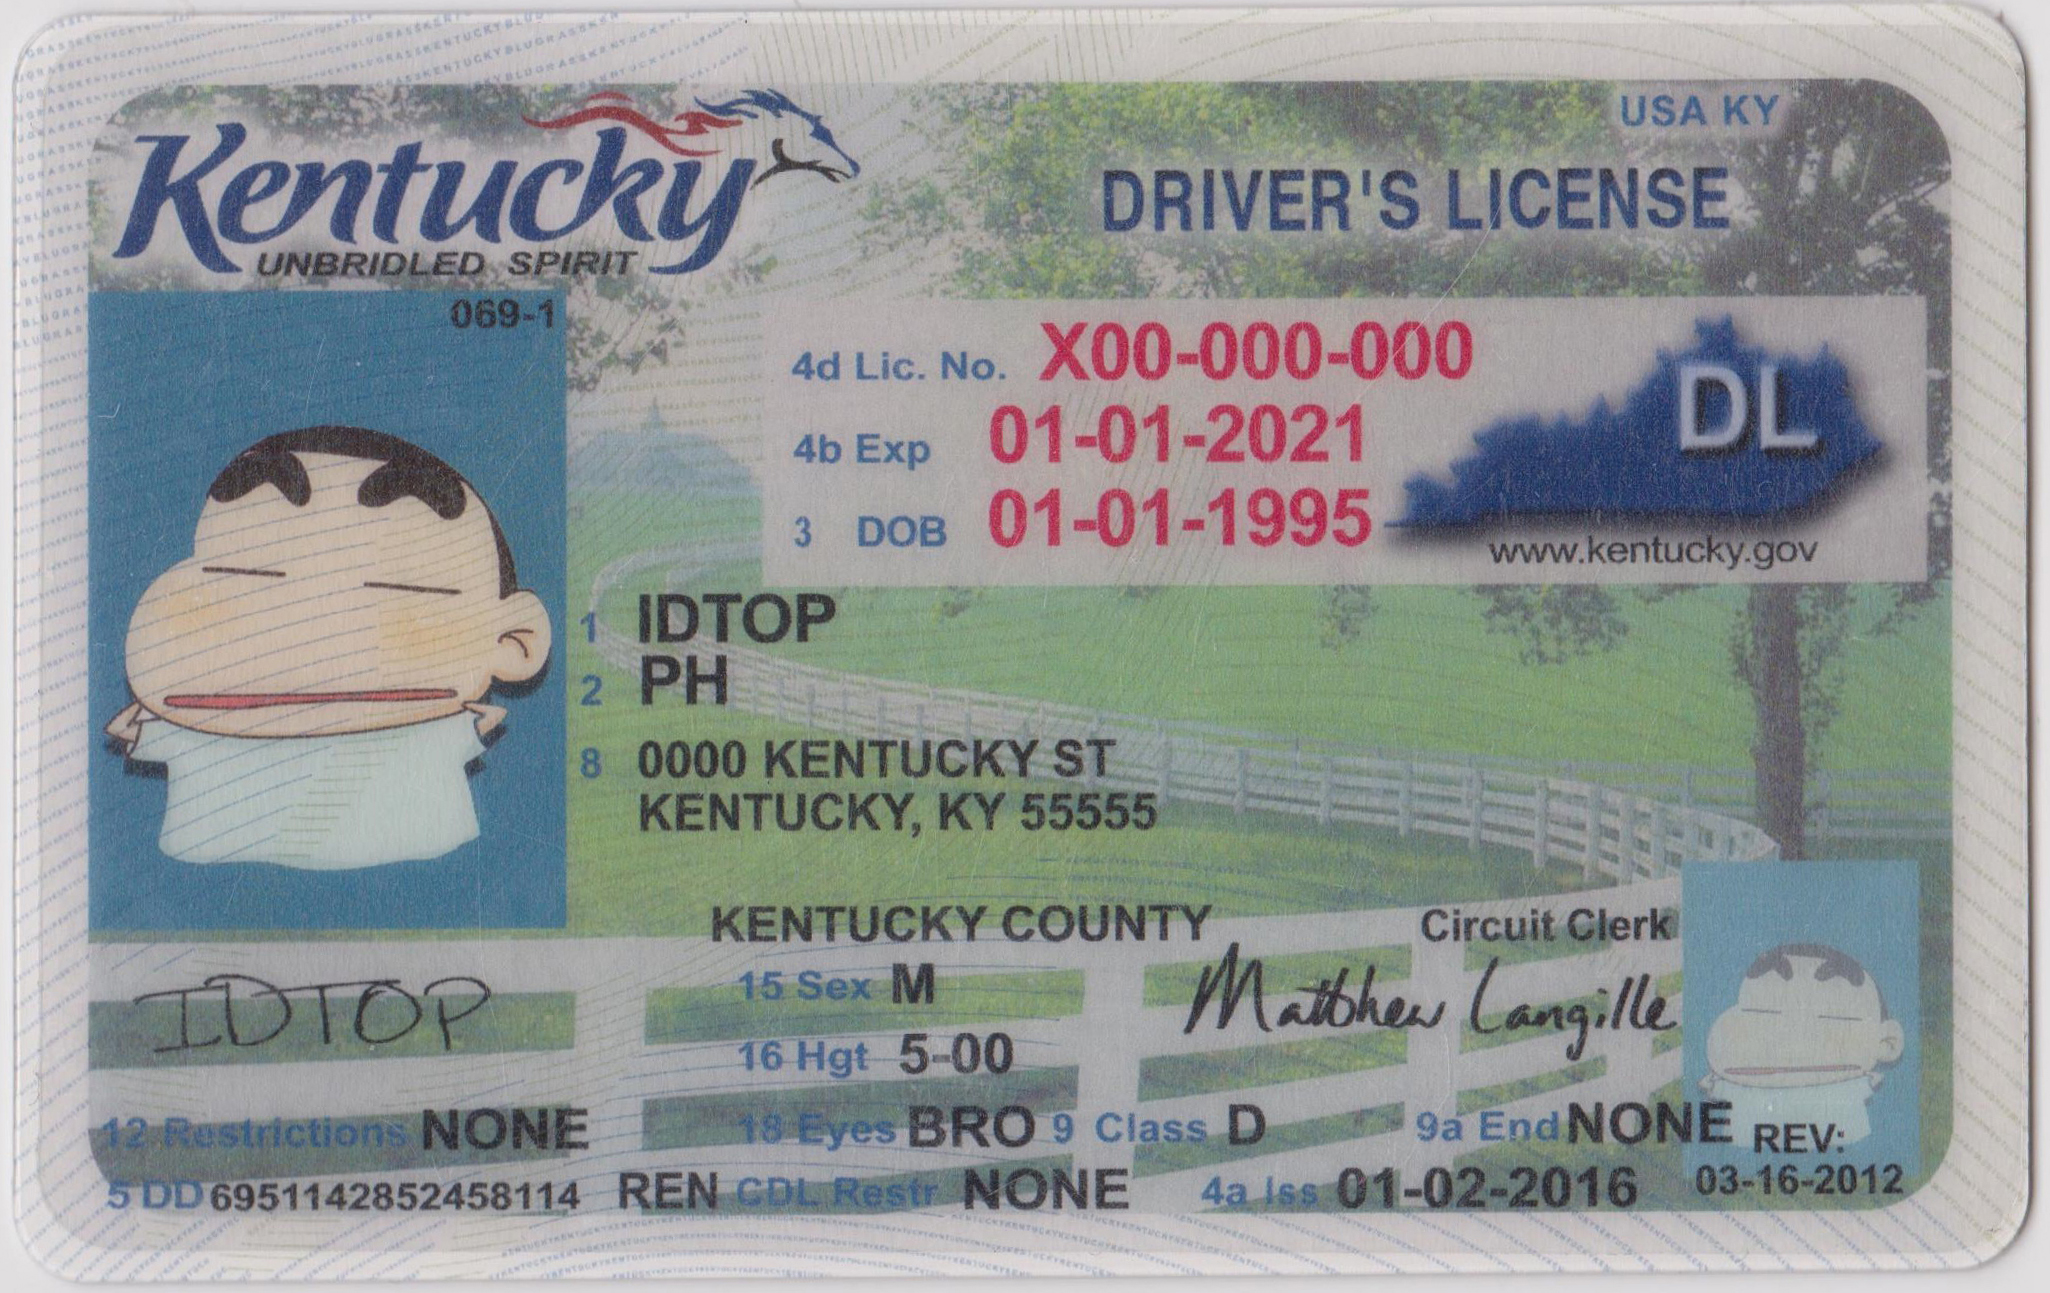 USA KY
Kentucky
UNBRIDLED SPIRIT
DRIVER'S LICENSE
069-1
4d Lic. No. X00-000-000
4b Exp 01-01-2021
3 DOB 01-01-1995
DL
www.kentucky.gov
1 IDTOP
2 PH
8 0000 KENTUCKY ST
KENTUCKY, KY 55555
KENTUCKY COUNTY
Circuit Clerk
IDTOP
15 Sex M
Matthew Langille
16 Hgt 5-00
12 Restrictions NONE
18 Eyes BRO 9 Class D
9a End NONE
REV:
03-16-2012
5 DD 6951142852458114 REN CDL Restr NONE 4a Iss 01-02-2016